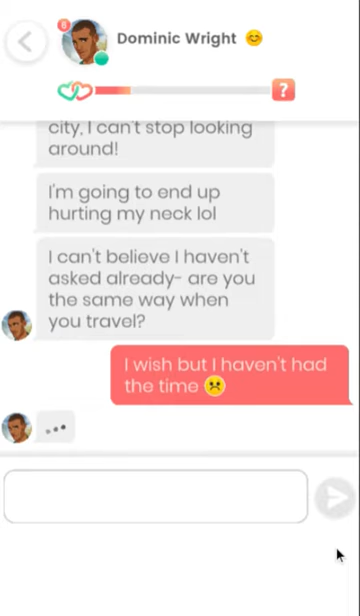 8
Dominic Wright 😊
?
city, I can't stop looking
around!
I'm going to end up
hurting my neck lol
I can't believe I haven't
asked already- are you
the same way when
you travel?
I wish but I haven't had
the time ☹️
...